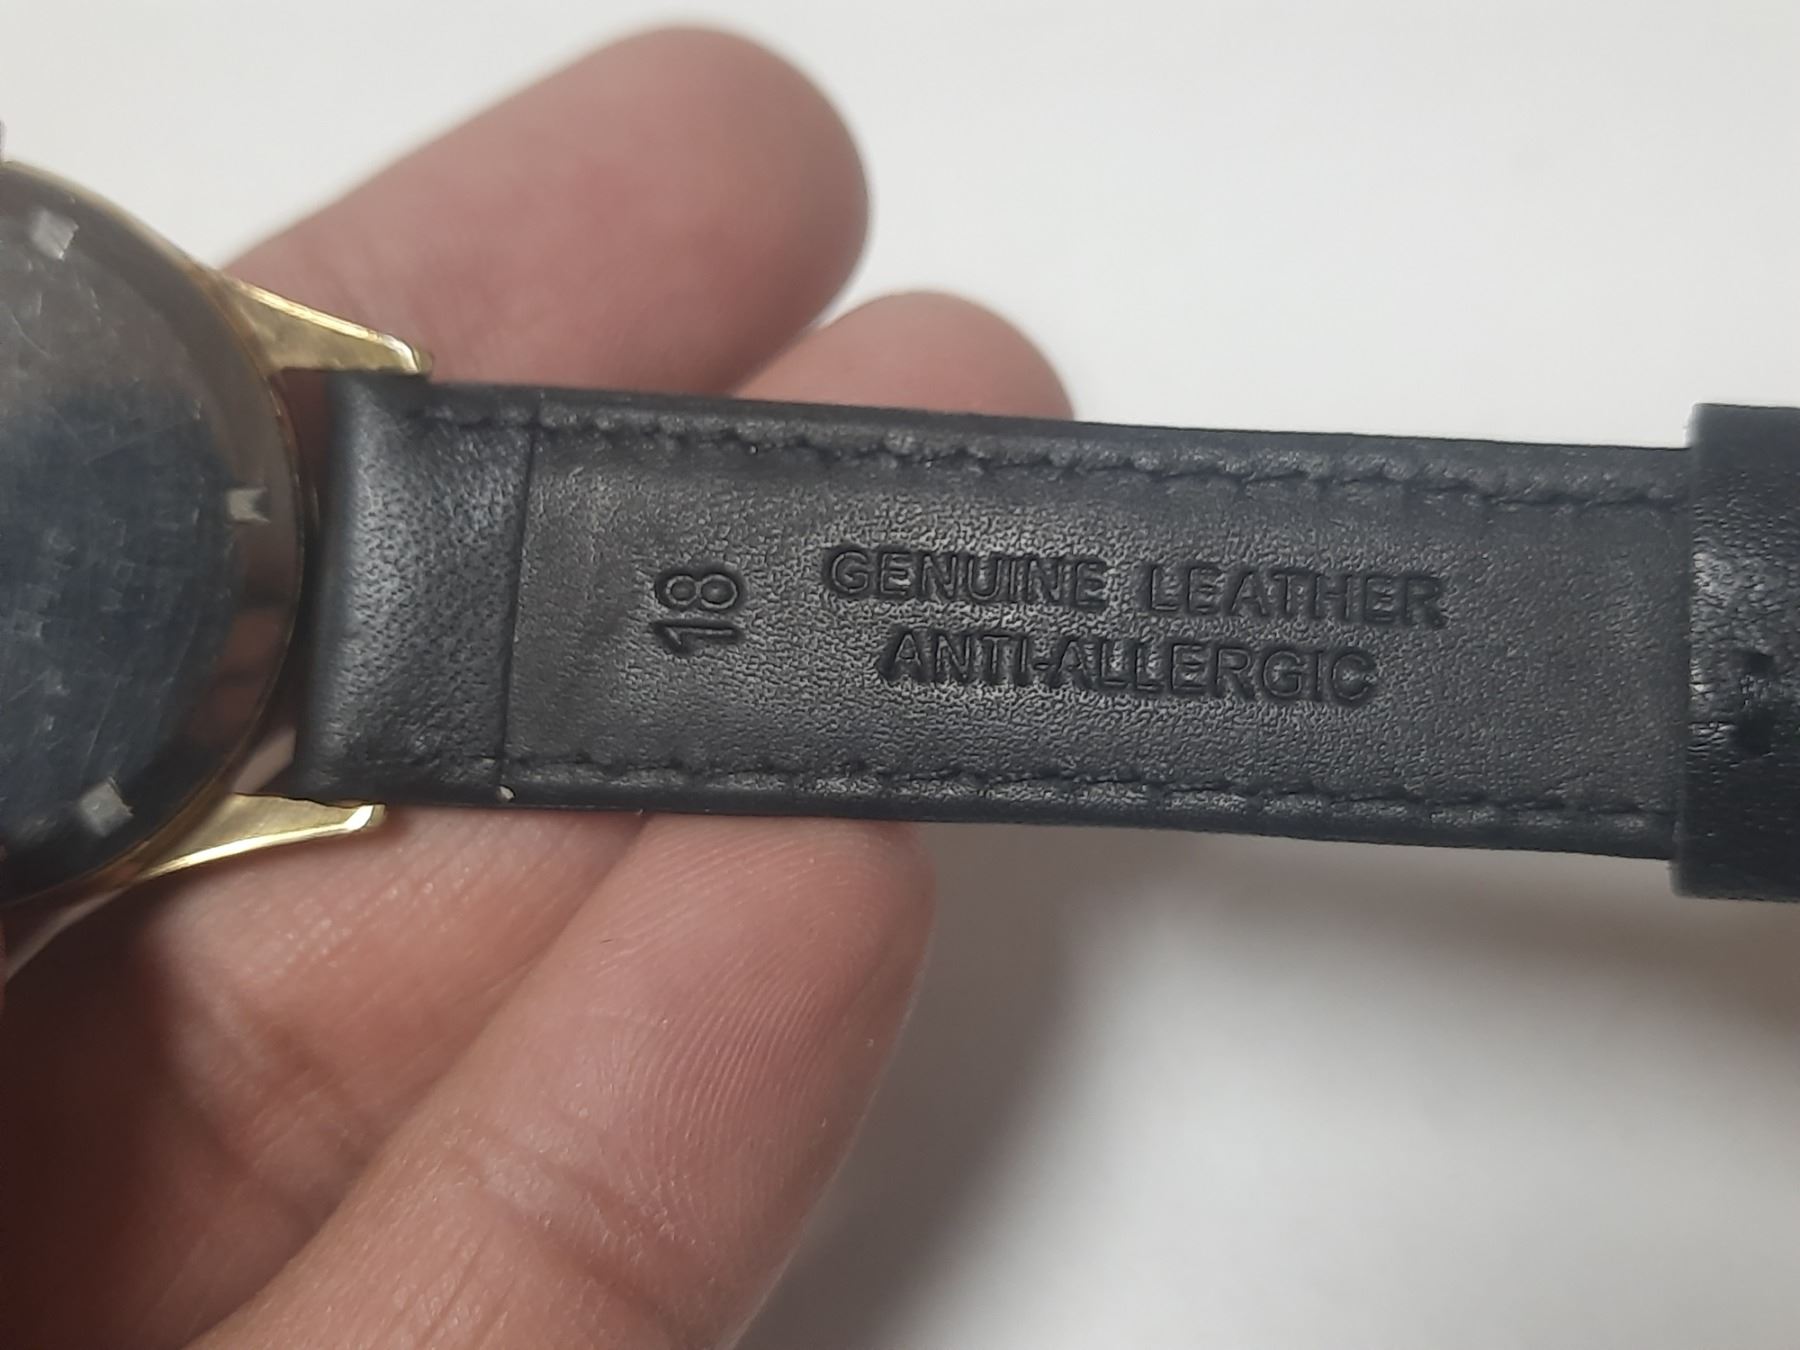 18
GENUINE LEATHER
ANTI-ALLERGIC